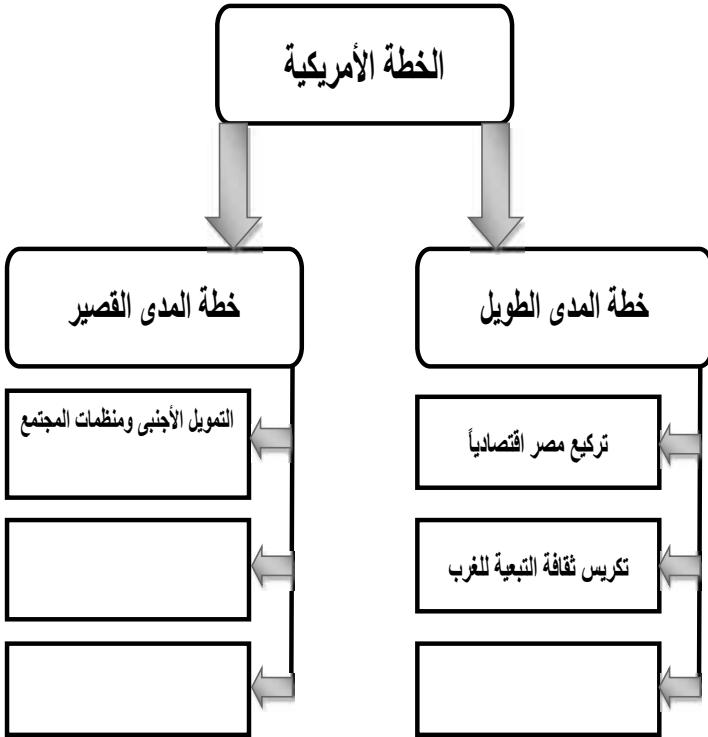 الخطة الأمريكية
خطة المدى الطويل
تركيع مصر اقتصادياً
تكريس ثقافة التبعية للغرب
خطة المدى القصير
التمويل الأجنبى ومنظمات المجتمع